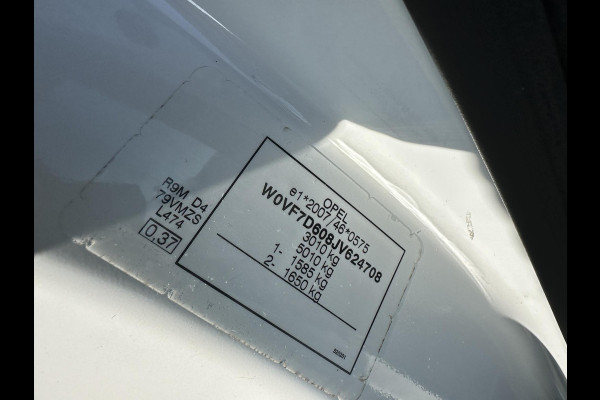 R9M D4
79VMZS
L474
0.37
OPEL
e1*2007/46*0575
W0VF7D608JV624708
3010 kg
5010 kg
1- 1585 kg
2- 1650 kg